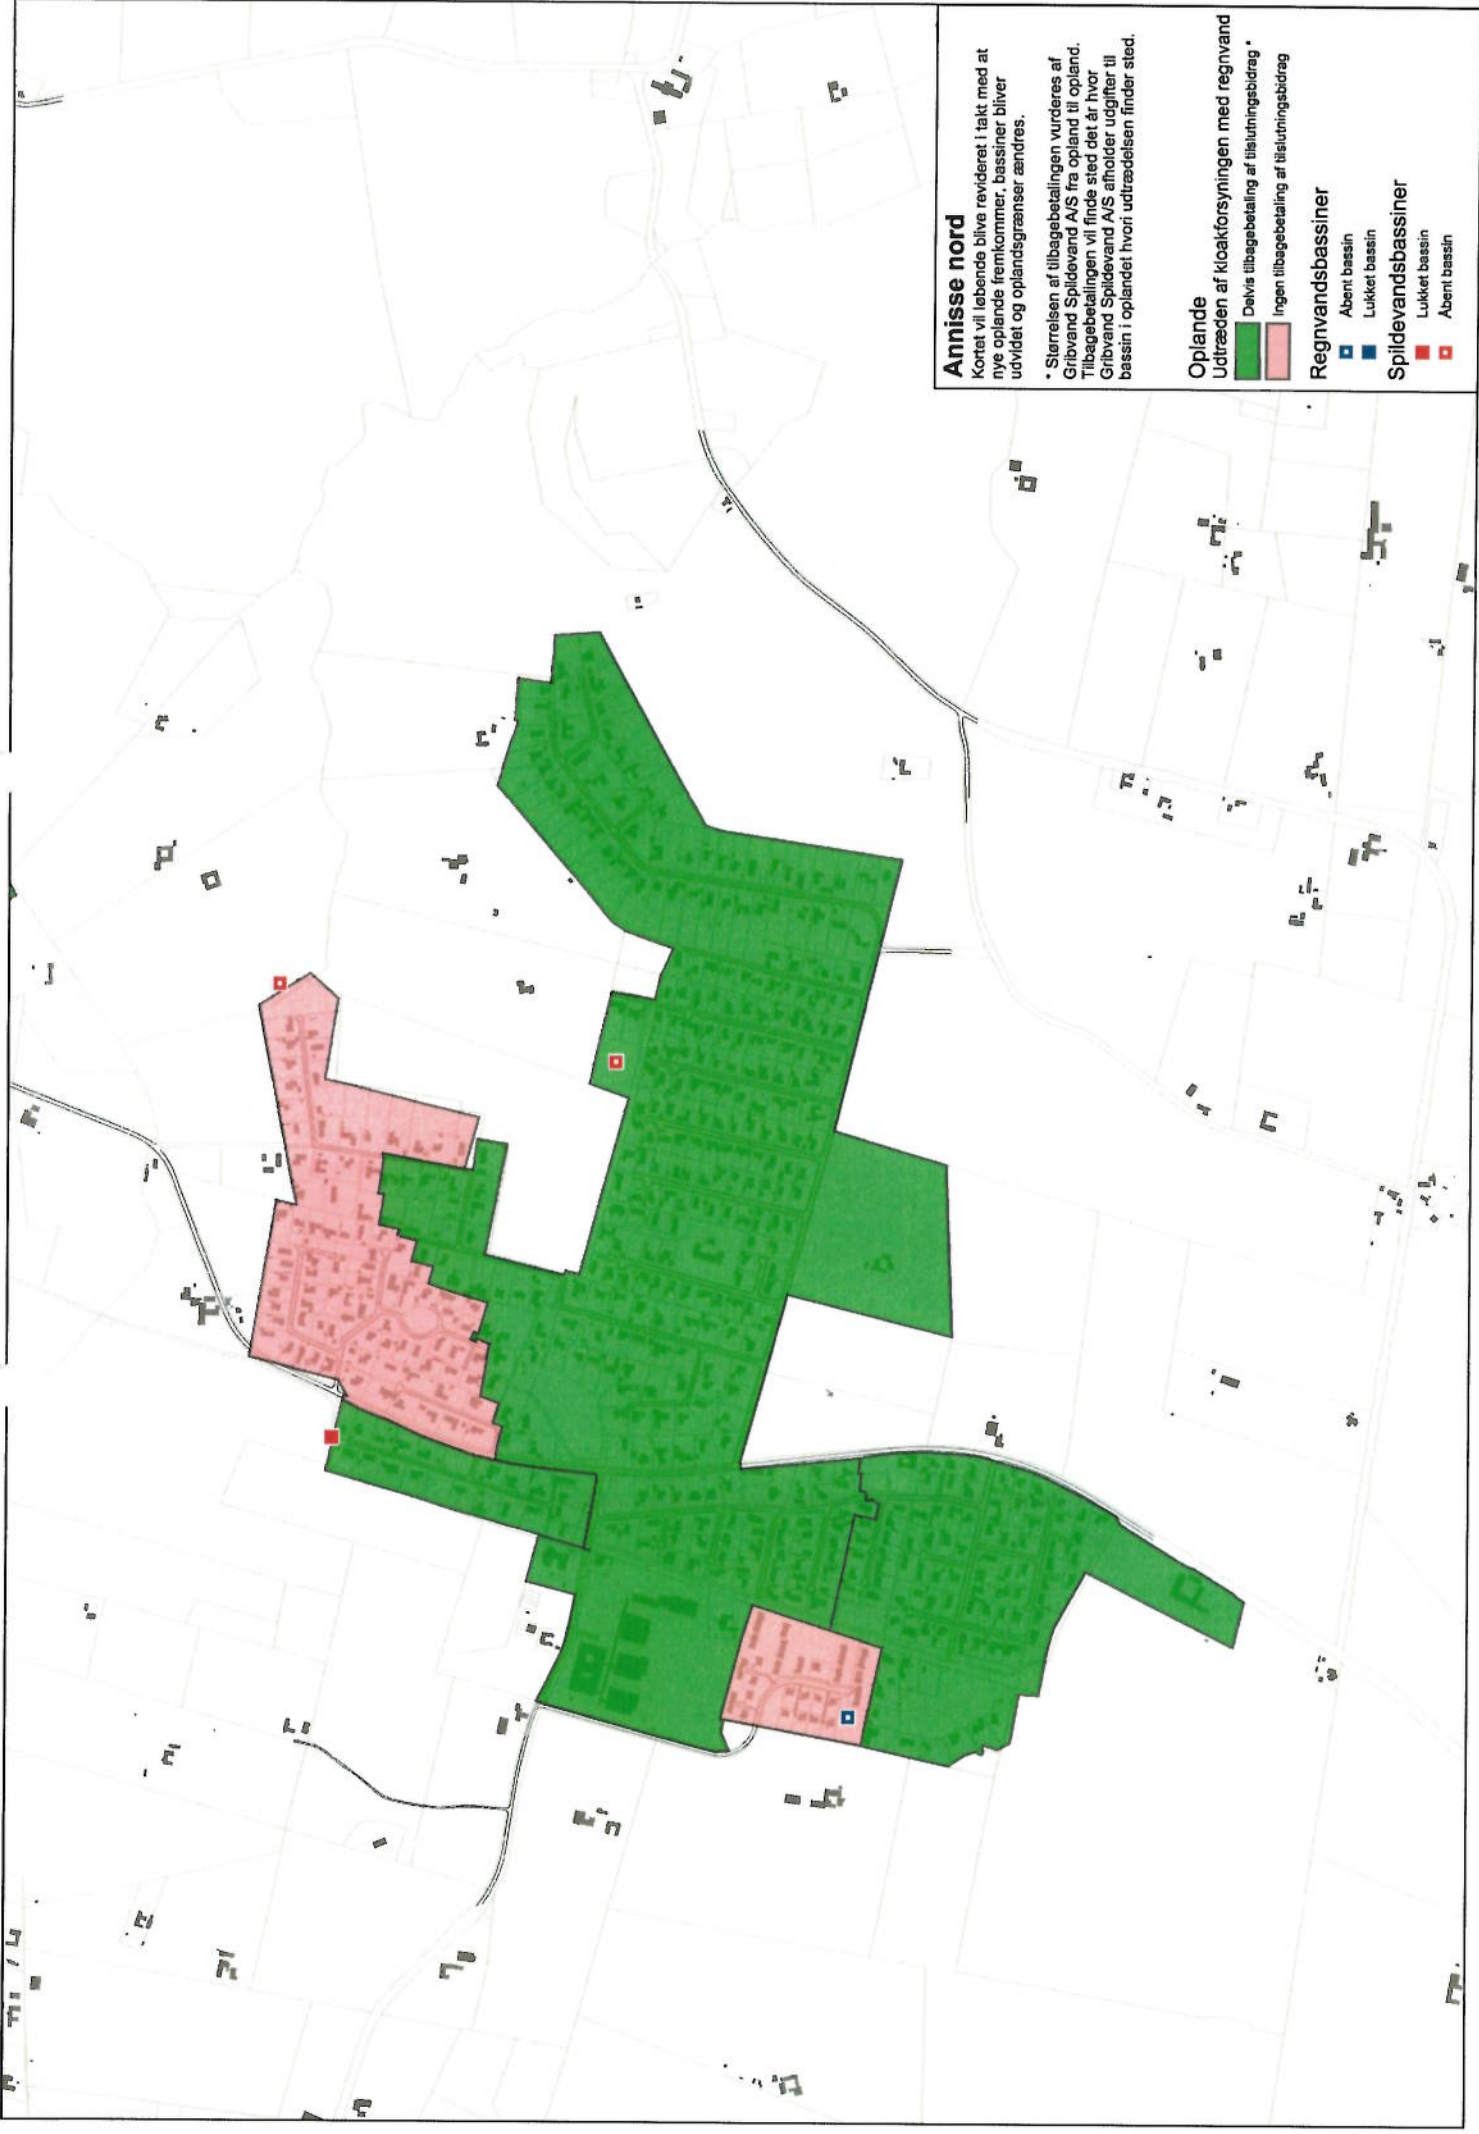 Annisse nord
Kortet vil løbende blive revideret i takt med at
nye oplande fremkommer, bassiner bliver
udvidet og oplandsgrænser ændres.
* Størrelsen af tilbagebetalingen vurderes af
Gribvand Spildevand A/S fra opland til opland.
Tilbagebetalingen vil finde sted det år hvor
Gribvand Spildevand A/S afholder udgifter til
bassin i oplandet hvori udtrædelsen finder sted.
Oplande
Udtræden af kloakforsyningen med regnvand
Delvis tilbagebetaling af tilslutningsbidrag *
Ingen tilbagebetaling af tilslutningsbidrag
Regnvandsbassiner
Åbent bassin
Lukket bassin
Spildevandsbassiner
Lukket bassin
Åbent bassin